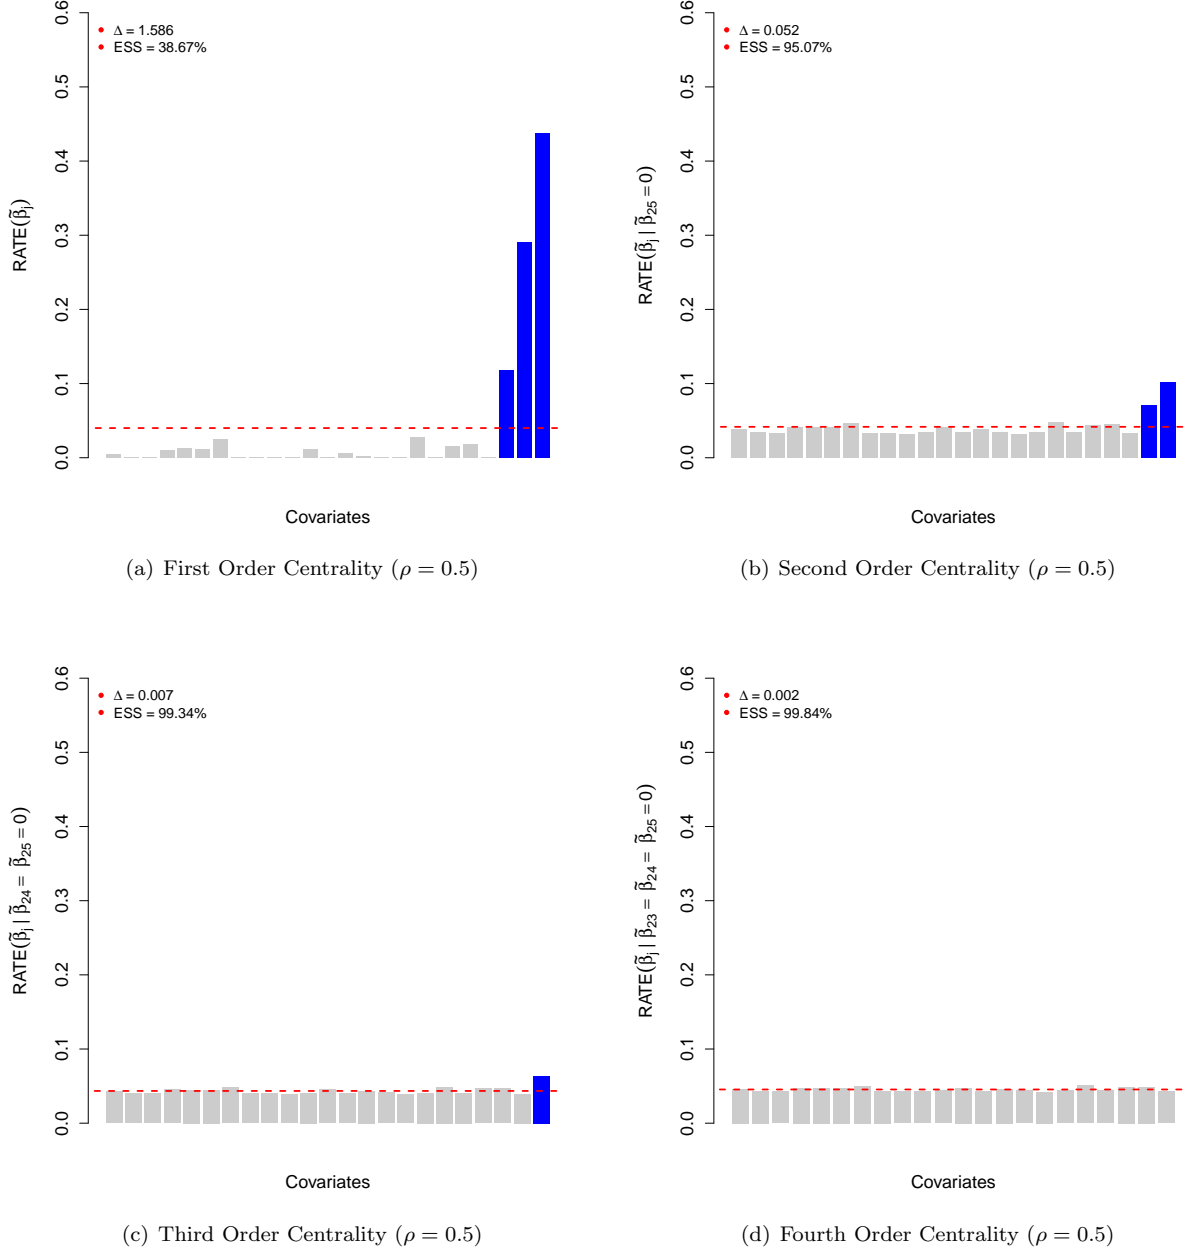 Δ = 1.586
ESS = 38.67%
RATE(β̃j)
0.0 0.1 0.2 0.3 0.4 0.5 0.6
Covariates
(a) First Order Centrality (ρ = 0.5)
Δ = 0.052
ESS = 95.07%
RATE(β̃j | β̃25 = 0)
0.0 0.1 0.2 0.3 0.4 0.5 0.6
Covariates
(b) Second Order Centrality (ρ = 0.5)
Δ = 0.007
ESS = 99.34%
RATE(β̃j | β̃24 = β̃25 = 0)
0.0 0.1 0.2 0.3 0.4 0.5 0.6
Covariates
(c) Third Order Centrality (ρ = 0.5)
Δ = 0.002
ESS = 99.84%
RATE(β̃j | β̃23 = β̃24 = β̃25 = 0)
0.0 0.1 0.2 0.3 0.4 0.5 0.6
Covariates
(d) Fourth Order Centrality (ρ = 0.5)